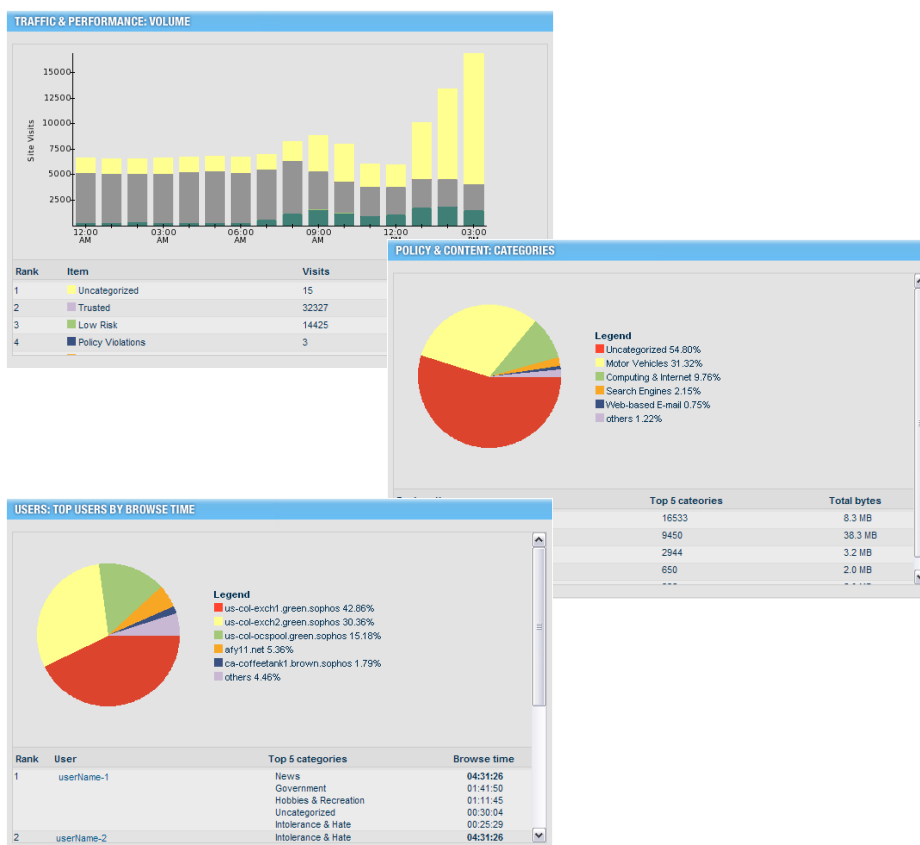 TRAFFIC & PERFORMANCE: VOLUME
Site Visits
15000
12500
10000
7500
5000
2500
12:00 AM
03:00 AM
06:00 AM
09:00 AM
12:00
03:00
Rank Item Visits
1 Uncategorized 15
2 Trusted 32327
3 Low Risk 14425
4 Policy Violations 3
POLICY & CONTENT: CATEGORIES
Legend
Uncategorized 54.80%
Motor Vehicles 31.32%
Computing & Internet 9.76%
Search Engines 2.15%
Web-based E-mail 0.75%
others 1.22%
Top 5 cateories Total bytes
16533 8.3 MB
9450 38.3 MB
2944 3.2 MB
650 2.0 MB
USERS: TOP USERS BY BROWSE TIME
Legend
us-col-exch1.green.sophos 42.86%
us-col-exch2.green.sophos 30.36%
us-col-ocspool.green.sophos 15.18%
afy11.net 5.36%
ca-coffeetank1.brown.sophos 1.79%
others 4.46%
Rank User Top 5 categories Browse time
1 userName-1 News 04:31:26
Government 01:41:50
Hobbies & Recreation 01:11:45
Uncategorized 00:30:04
Intolerance & Hate 00:25:29
2 userName-2 Intolerance & Hate 04:31:26